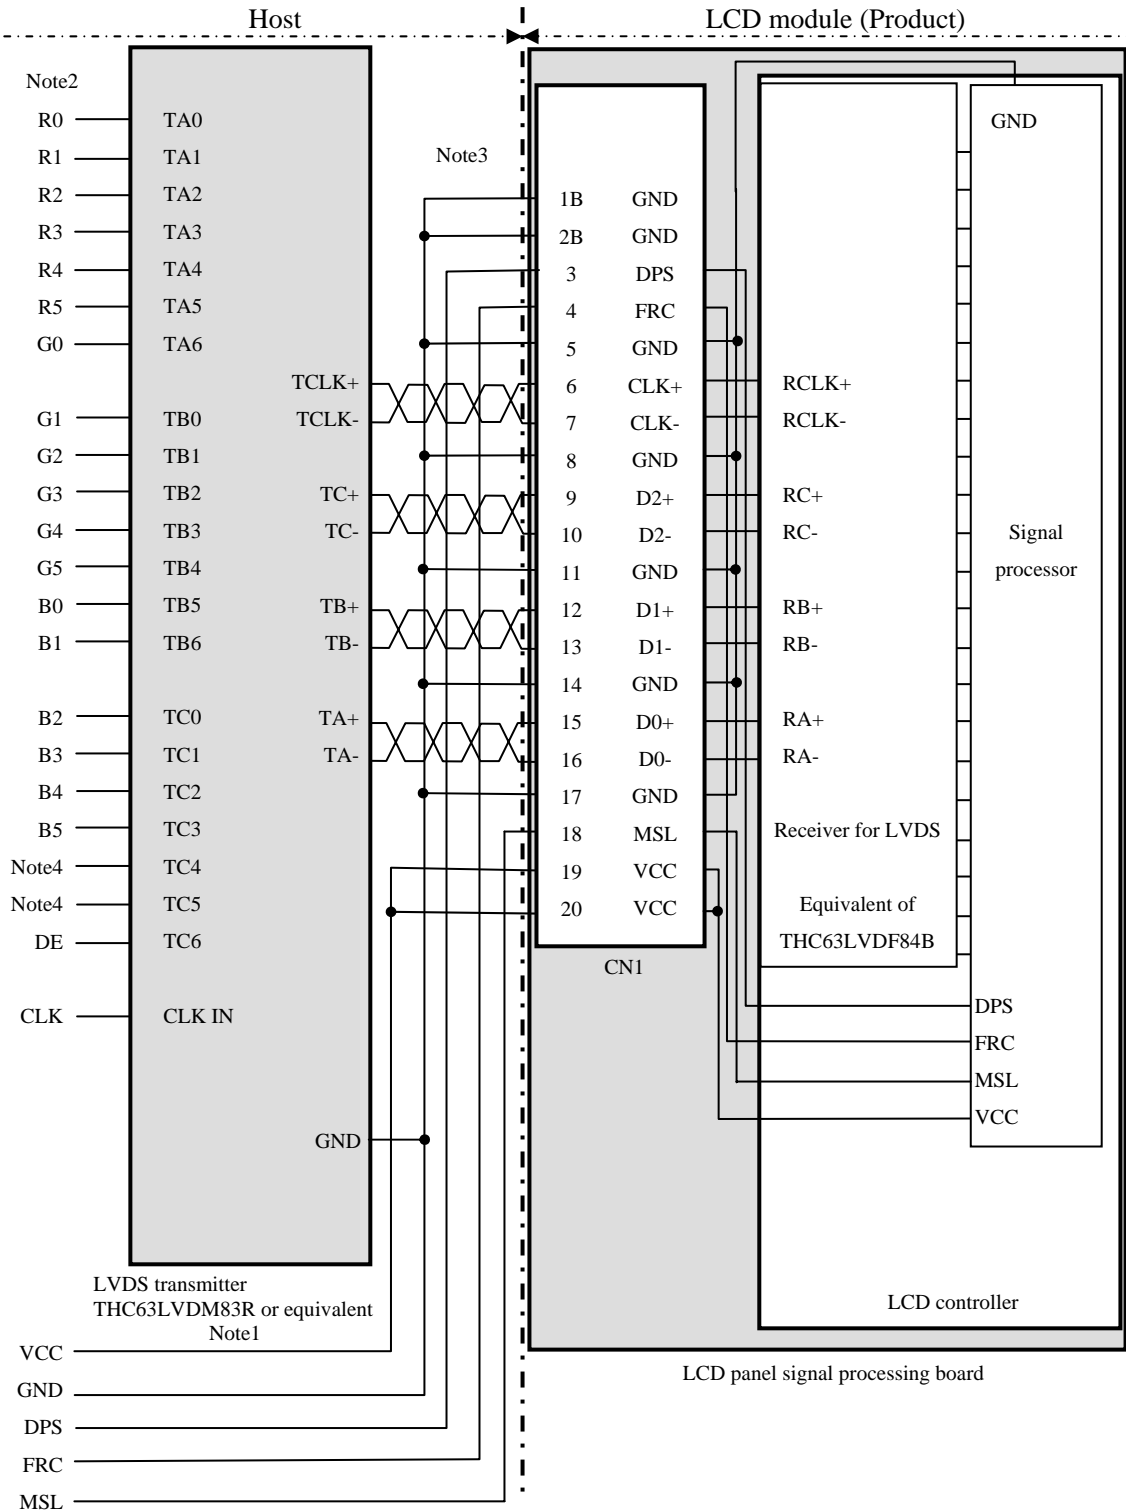 Host
LCD module (Product)
Note2
R0 TA0
R1 TA1
R2 TA2
R3 TA3
R4 TA4
R5 TA5
G0 TA6
TCLK+
G1 TB0 TCLK-
G2 TB1
G3 TB2 TC+
G4 TB3 TC-
G5 TB4
B0 TB5 TB+
B1 TB6 TB-
B2 TC0 TA+
B3 TC1 TA-
B4 TC2
B5 TC3
Note4 TC4
Note4 TC5
DE TC6
CLK CLK IN
GND
LVDS transmitter
THC63LVDM83R or equivalent
Note1
VCC
GND
DPS
FRC
MSL
Note3
1B GND
2B GND
3 DPS
4 FRC
5 GND
6 CLK+
7 CLK-
8 GND
9 D2+
10 D2-
11 GND
12 D1+
13 D1-
14 GND
15 D0+
16 D0-
17 GND
18 MSL
19 VCC
20 VCC
CN1
RCLK+
RCLK-
RC+
RC-
RB+
RB-
RA+
RA-
Receiver for LVDS
Equivalent of
THC63LVDF84B
GND
Signal
processor
DPS
FRC
MSL
VCC
LCD controller
LCD panel signal processing board